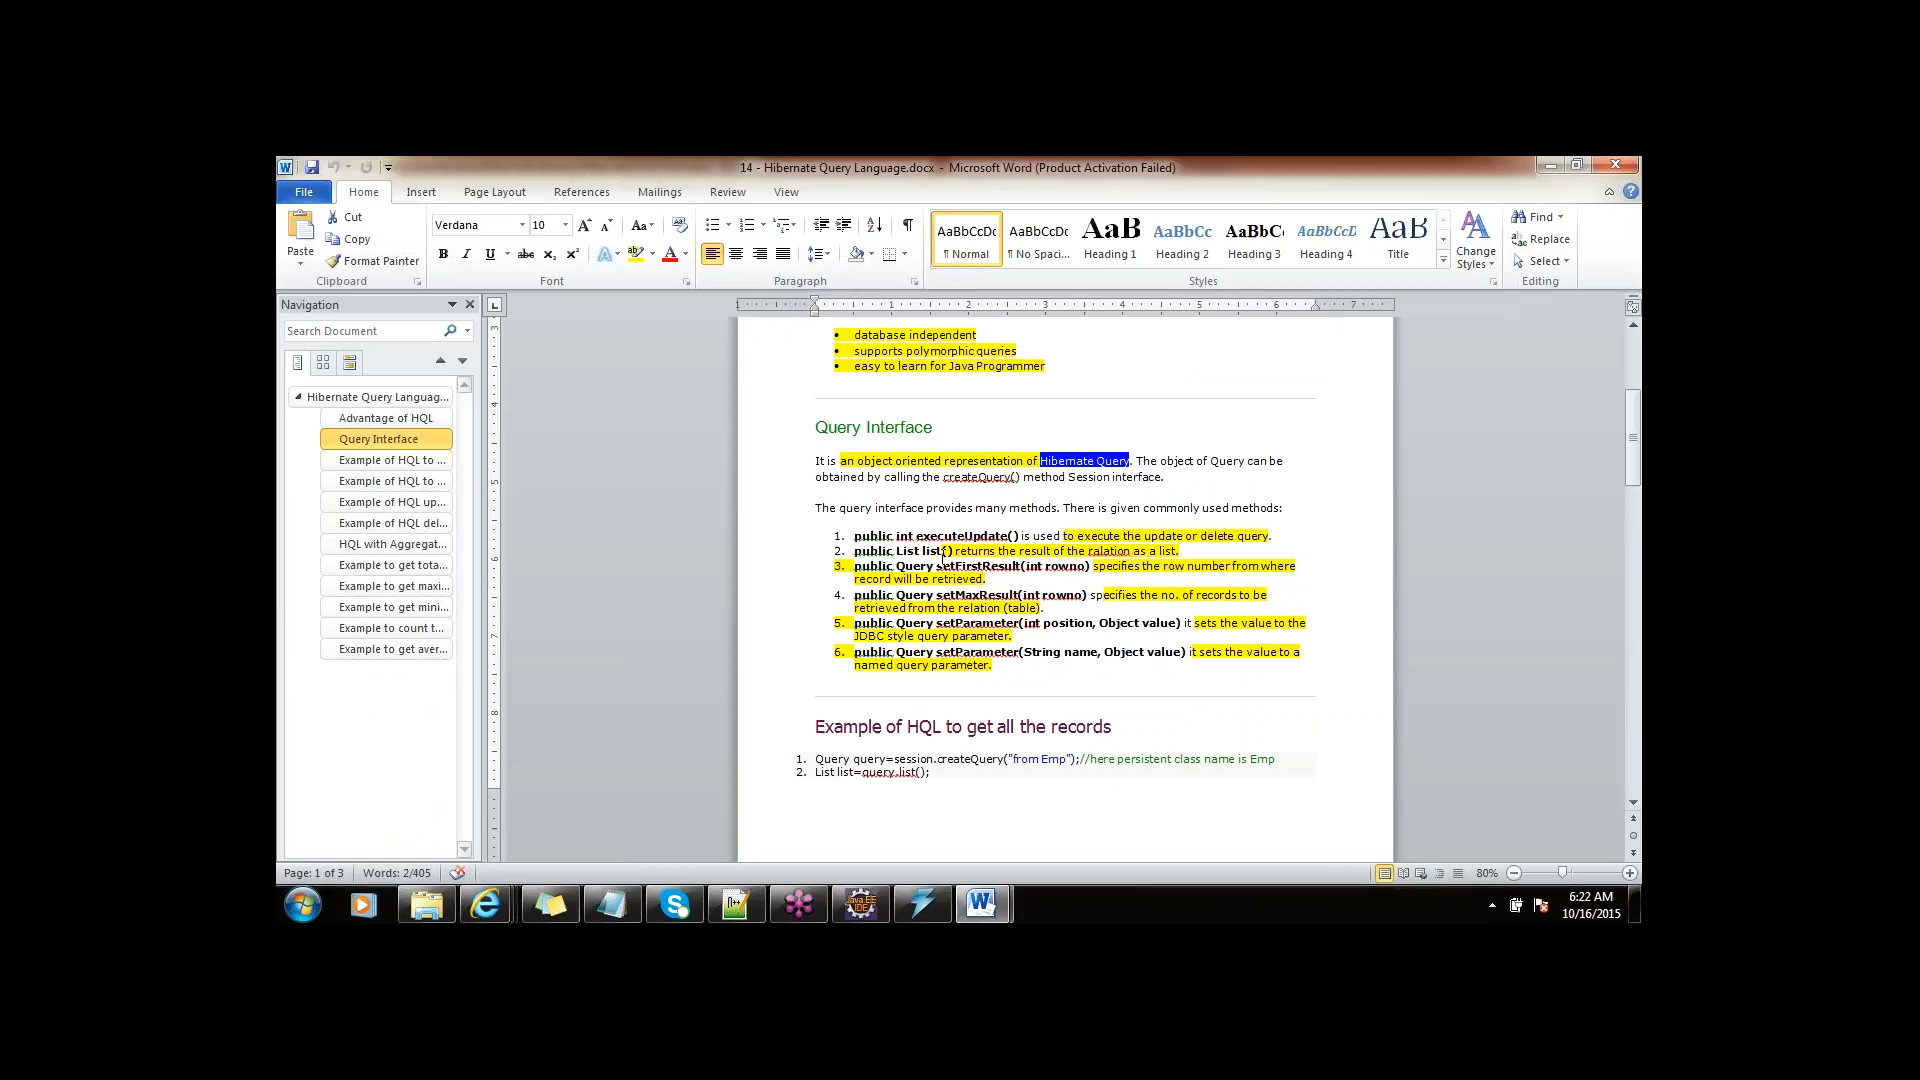 14 - Hibernate Query Language.docx - Microsoft Word (Product Activation Failed)
File Home Insert Page Layout References Mailings Review View
Paste
Cut
Copy
Format Painter
Clipboard
Verdana 10
Font
Paragraph
AaBbCcDc
¶ Normal
AaBbCcDc
¶ No Spaci...
AaB
Heading 1
AaBbCc
Heading 2
AaBbC
Heading 3
AaBbCcD
Heading 4
AaB
Title
Change
Styles
Styles
Find
Replace
Select
Editing
Navigation
Search Document
Hibernate Query Languag...
Advantage of HQL
Query Interface
Example of HQL to ...
Example of HQL to ...
Example of HQL up...
Example of HQL del...
HQL with Aggregat...
Example to get tota...
Example to get maxi...
Example to get mini...
Example to count t...
Example to get aver...
• database independent
• supports polymorphic queries
• easy to learn for Java Programmer
Query Interface
It is an object oriented representation of Hibernate Query. The object of Query can be
obtained by calling the createQuery() method Session interface.
The query interface provides many methods. There is given commonly used methods:
1. public int executeUpdate() is used to execute the update or delete query.
2. public List list() returns the result of the ralation as a list.
3. public Query setFirstResult(int rowno) specifies the row number from where
record will be retrieved.
4. public Query setMaxResult(int rowno) specifies the no. of records to be
retrieved from the relation (table).
5. public Query setParameter(int position, Object value) it sets the value to the
JDBC style query parameter.
6. public Query setParameter(String name, Object value) it sets the value to a
named query parameter.
Example of HQL to get all the records
1. Query query=session.createQuery("from Emp");//here persistent class name is Emp
2. List list=query.list();
Page: 1 of 3 Words: 2/405
80%
Java EE
IDE
6:22 AM
10/16/2015